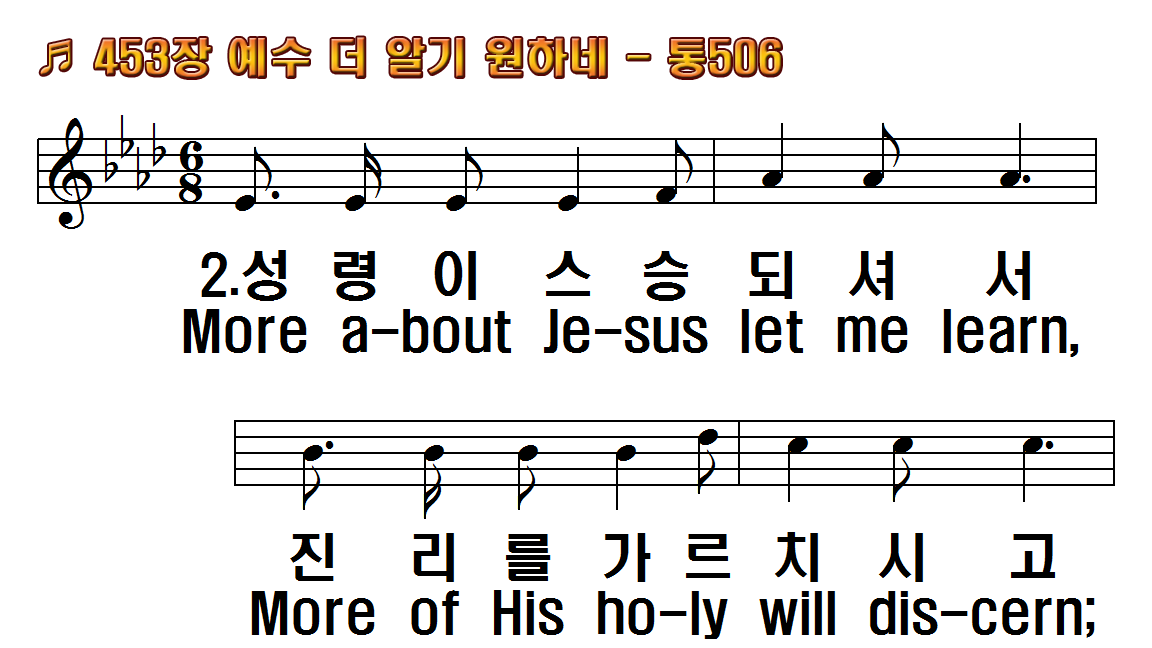 ♬ 453장 예수 더 알기 원하네 - 통506
6
8
2.성 령 이 스 승 되 셔 서
More a-bout Je-sus let me learn,
진 리 를 가 르 치 시 고
More of His ho-ly will dis-cern;